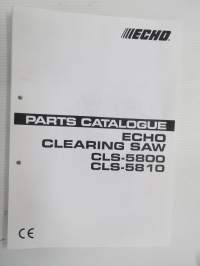 ECHO.
PARTS CATALOGUE
ECHO
CLEARING SAW
CLS-5800
CLS-5810
CE